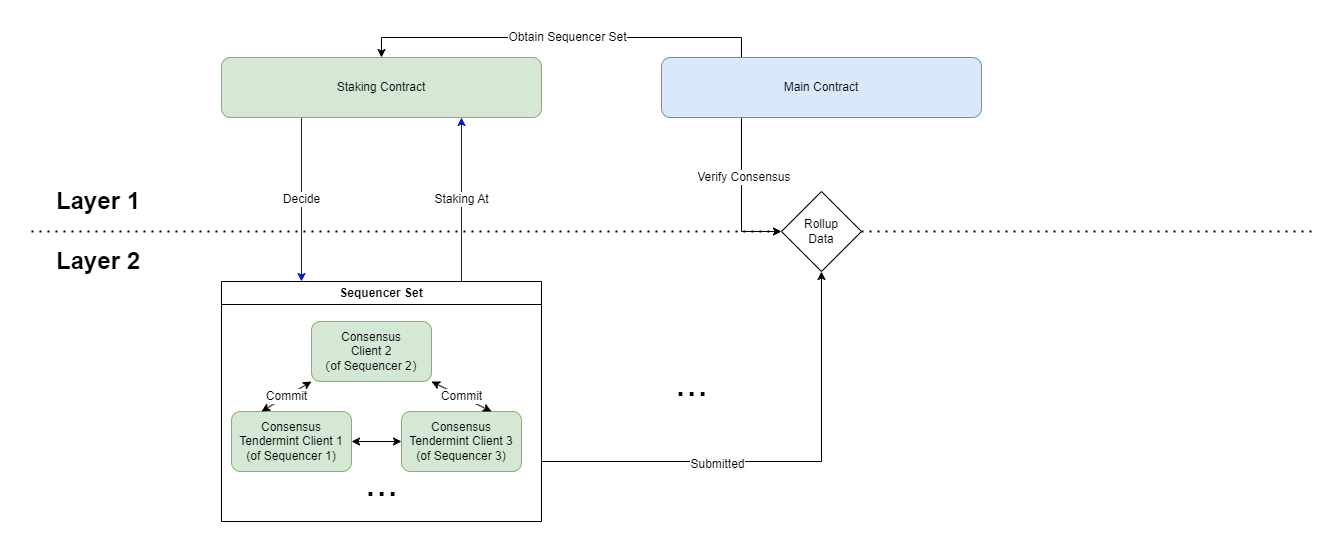 Obtain Sequencer Set
Staking Contract
Main Contract
Verify Consensus
Layer 1
Decide
Staking At
Rollup
Data
Layer 2
Sequencer Set
Consensus
Client 2
(of Sequencer 2)
Commit
Commit
Consensus
Tendermint Client 1
(of Sequencer 1)
Consensus
Tendermint Client 3
(of Sequencer 3)
...
...
Submitted